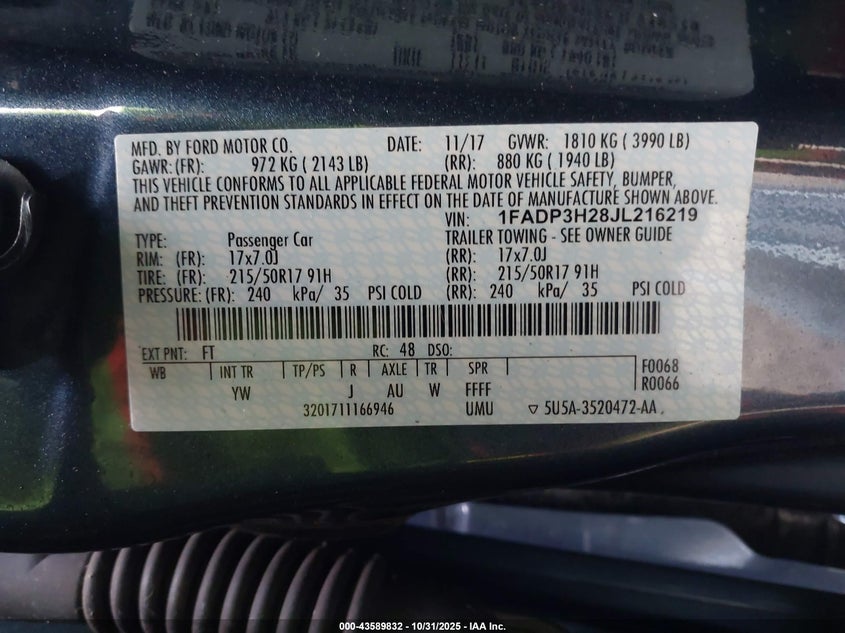 MFD. BY FORD MOTOR CO. DATE: 11/17 GVWR: 1810 KG ( 3990 LB)
GAWR:(FR): 972 KG ( 2143 LB) (RR): 880 KG ( 1940 LB)
THIS VEHICLE CONFORMS TO ALL APPLICABLE FEDERAL MOTOR VEHICLE SAFETY, BUMPER,
AND THEFT PREVENTION STANDARDS IN EFFECT ON THE DATE OF MANUFACTURE SHOWN ABOVE.
VIN: 1FADP3H28JL216219
TYPE: Passenger Car TRAILER TOWING - SEE OWNER GUIDE
RIM: (FR): 17x7.0J (RR): 17x7.0J
TIRE: (FR): 215/50R17 91H (RR): 215/50R17 91H
PRESSURE:(FR): 240 kPa/ 35 PSI COLD (RR): 240 kPa/ 35 PSI COLD
EXT PNT: FT RC: 48 DSO:
WB INT TR TP/PS R AXLE TR SPR F0068
YW J AU W FFFF R0066
3201711166946 UMU ▽ 5U5A-3520472-AA
000-43589832 - 10/31/2025 - IAA Inc.